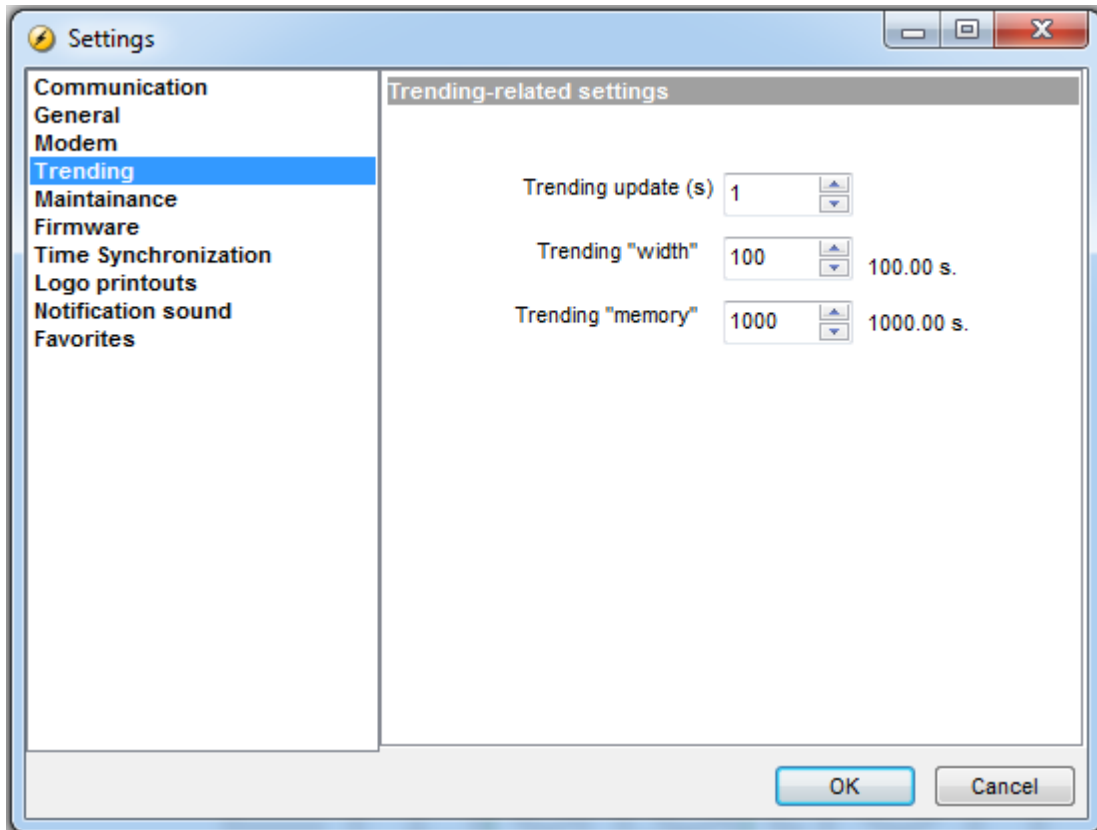 Settings
Communication
General
Modem
Trending
Maintainance
Firmware
Time Synchronization
Logo printouts
Notification sound
Favorites
Trending-related settings
Trending update (s) 1
Trending "width" 100 100.00 s.
Trending "memory" 1000 1000.00 s.
OK Cancel